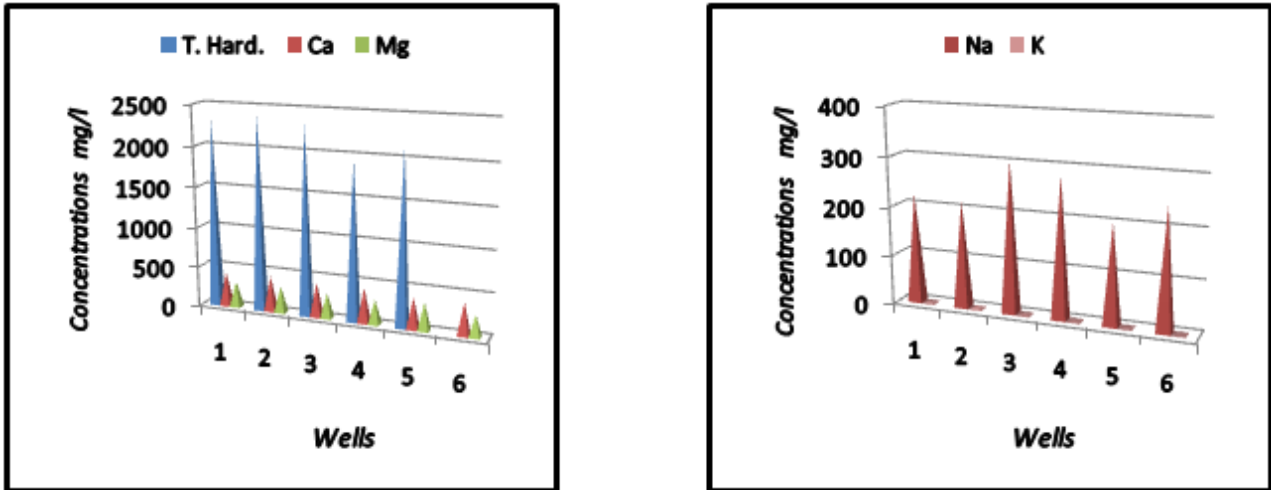 T. Hard. Ca Mg
Concentrations mg/l
2500
2000
1500
1000
500
0
1 2 3 4 5 6
Wells
Na K
Concentrations mg/l
400
300
200
100
0
1 2 3 4 5 6
Wells